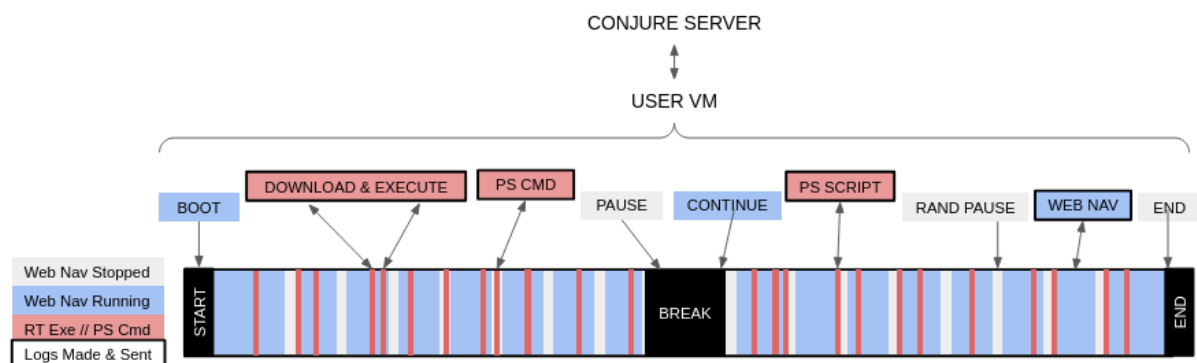 CONJURE SERVER
USER VM
DOWNLOAD & EXECUTE
PS CMD
PS SCRIPT
BOOT
PAUSE
CONTINUE
RAND PAUSE
WEB NAV
END
Web Nav Stopped
Web Nav Running
RT Exe // PS Cmd
Logs Made & Sent
START
BREAK
END